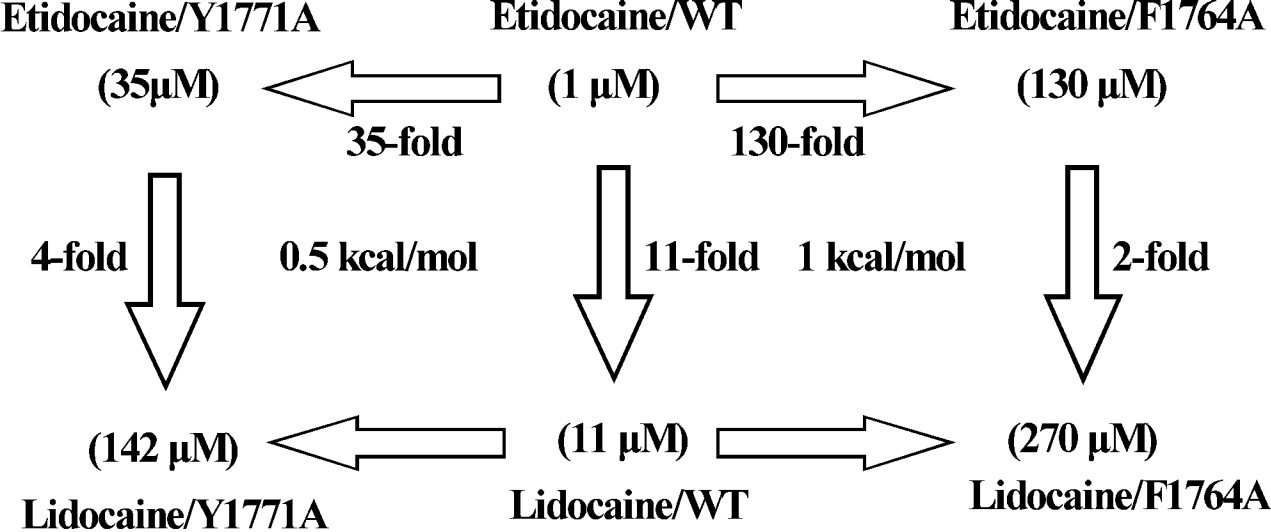 Etidocaine/Y1771A
Etidocaine/WT
Etidocaine/F1764A
(35μM)
(1 μM)
(130 μM)
35-fold
130-fold
4-fold
0.5 kcal/mol
11-fold
1 kcal/mol
2-fold
(142 μM)
(11 μM)
(270 μM)
Lidocaine/Y1771A
Lidocaine/WT
Lidocaine/F1764A